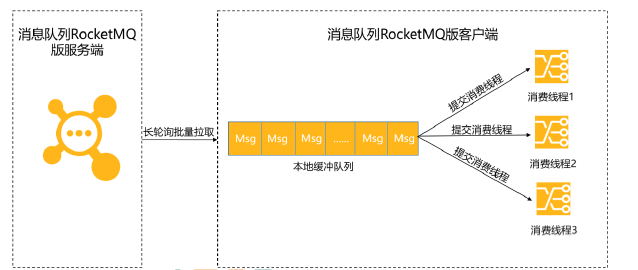 消息队列RocketMQ
版服务端
消息队列RocketMQ版客户端
长轮询批量拉取
Msg Msg Msg ...... Msg Msg
本地缓冲队列
提交消费线程
消费线程1
提交消费线程
消费线程2
提交消费线程
消费线程3